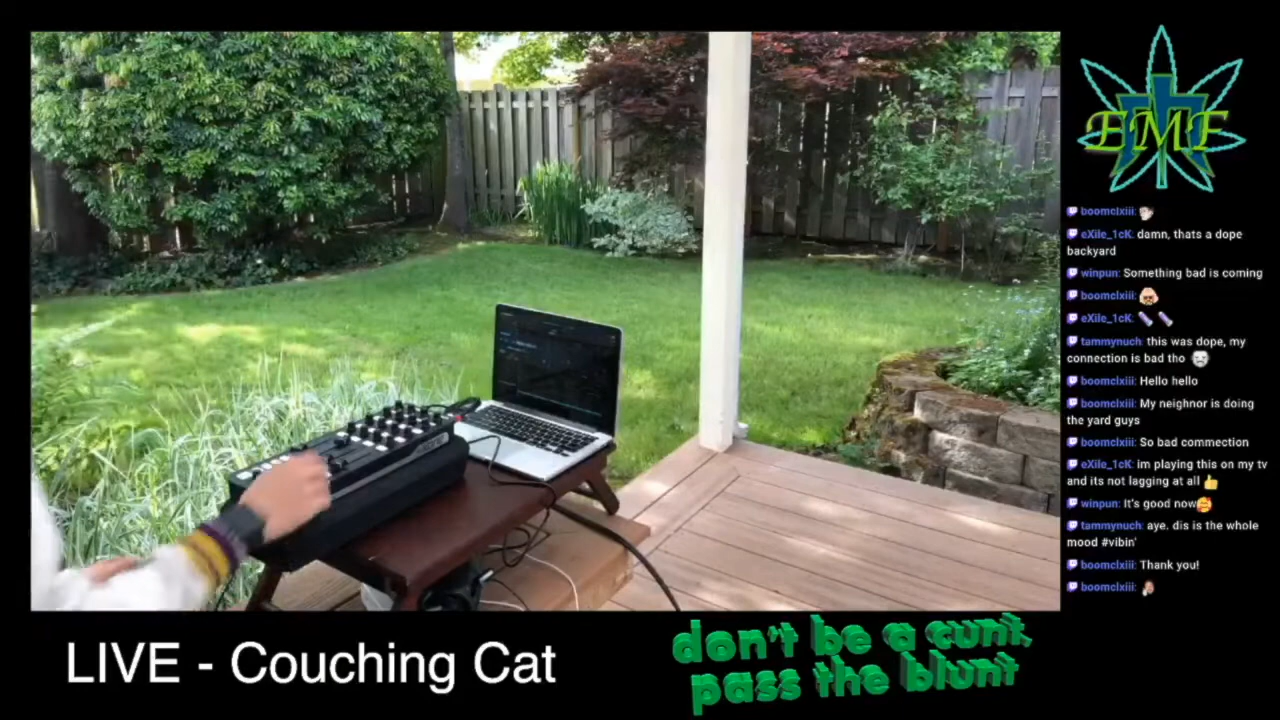 EMF
boomclxiii:
eXile_1cK: damn, thats a dope
backyard
winpun: Something bad is coming
boomclxiii:
eXile_1cK:
tammynuch: this was dope, my
connection is bad tho
boomclxiii: Hello hello
boomclxiii: My neighnor is doing
the yard guys
boomclxiii: So bad commection
eXile_1cK: im playing this on my tv
and its not lagging at all 👍
winpun: It's good now🥰
tammynuch: aye. dis is the whole
mood #vibin'
boomclxiii: Thank you!
boomclxiii:
LIVE - Couching Cat
don't be a cunt,
pass the blunt